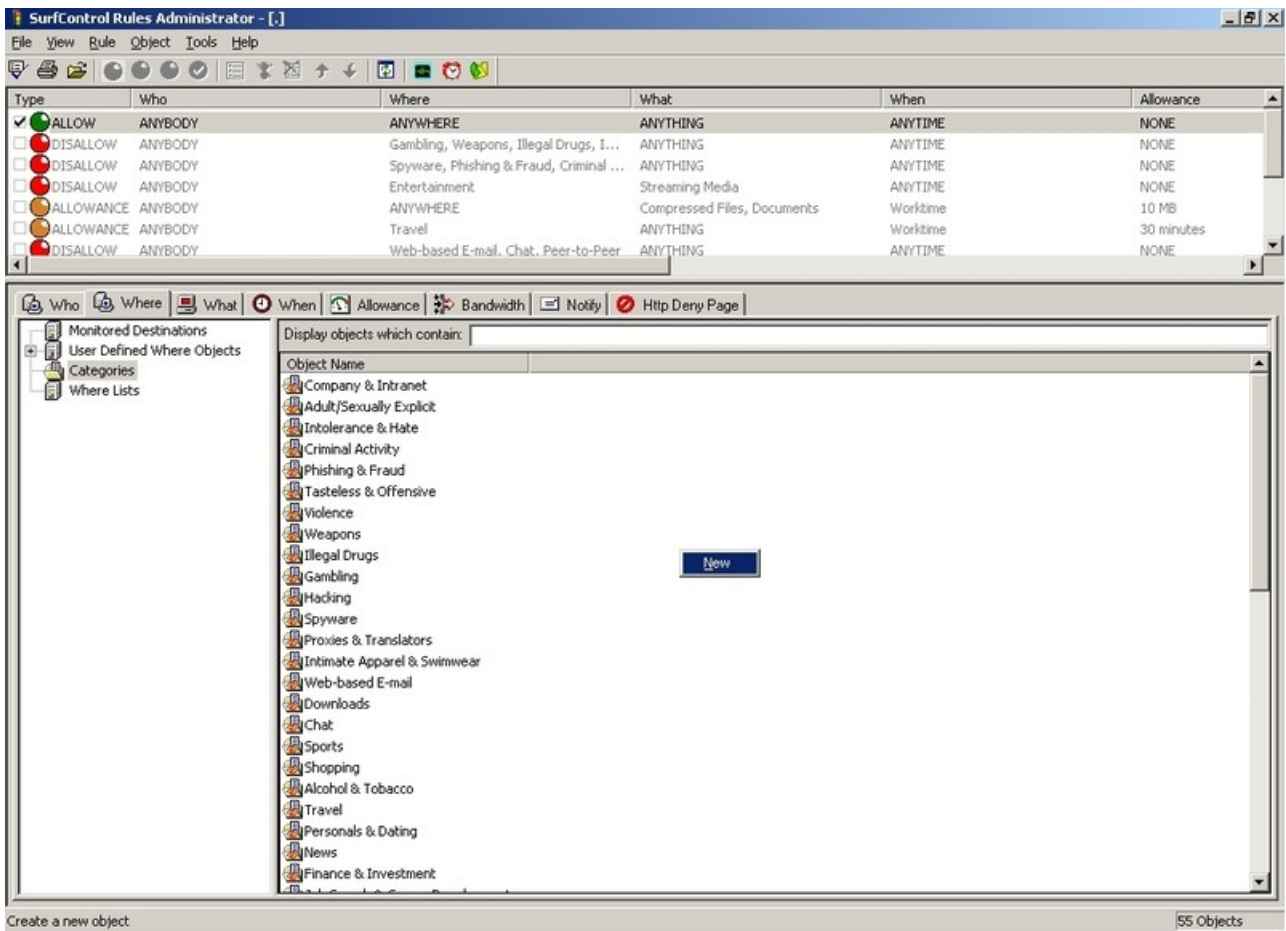 SurfControl Rules Administrator - [.]
File View Rule Object Tools Help
Type Who Where What When Allowance
ALLOW ANYBODY ANYWHERE ANYTHING ANYTIME NONE
DISALLOW ANYBODY Gambling, Weapons, Illegal Drugs, I... ANYTHING ANYTIME NONE
DISALLOW ANYBODY Spyware, Phishing & Fraud, Criminal ... ANYTHING ANYTIME NONE
DISALLOW ANYBODY Entertainment Streaming Media ANYTIME NONE
ALLOWANCE ANYBODY ANYWHERE Compressed Files, Documents Worktime 10 MB
ALLOWANCE ANYBODY Travel ANYTHING Worktime 30 minutes
DISALLOW ANYBODY Web-based E-mail, Chat, Peer-to-Peer ANYTHING ANYTIME NONE
Who Where What When Allowance Bandwidth Notify Http Deny Page
Monitored Destinations
User Defined Where Objects
Categories
Where Lists
Display objects which contain:
Object Name
Company & Intranet
Adult/Sexually Explicit
Intolerance & Hate
Criminal Activity
Phishing & Fraud
Tasteless & Offensive
Violence
Weapons
Illegal Drugs
New
Gambling
Hacking
Spyware
Proxies & Translators
Intimate Apparel & Swimwear
Web-based E-mail
Downloads
Chat
Sports
Shopping
Alcohol & Tobacco
Travel
Personals & Dating
News
Finance & Investment
Create a new object
55 Objects